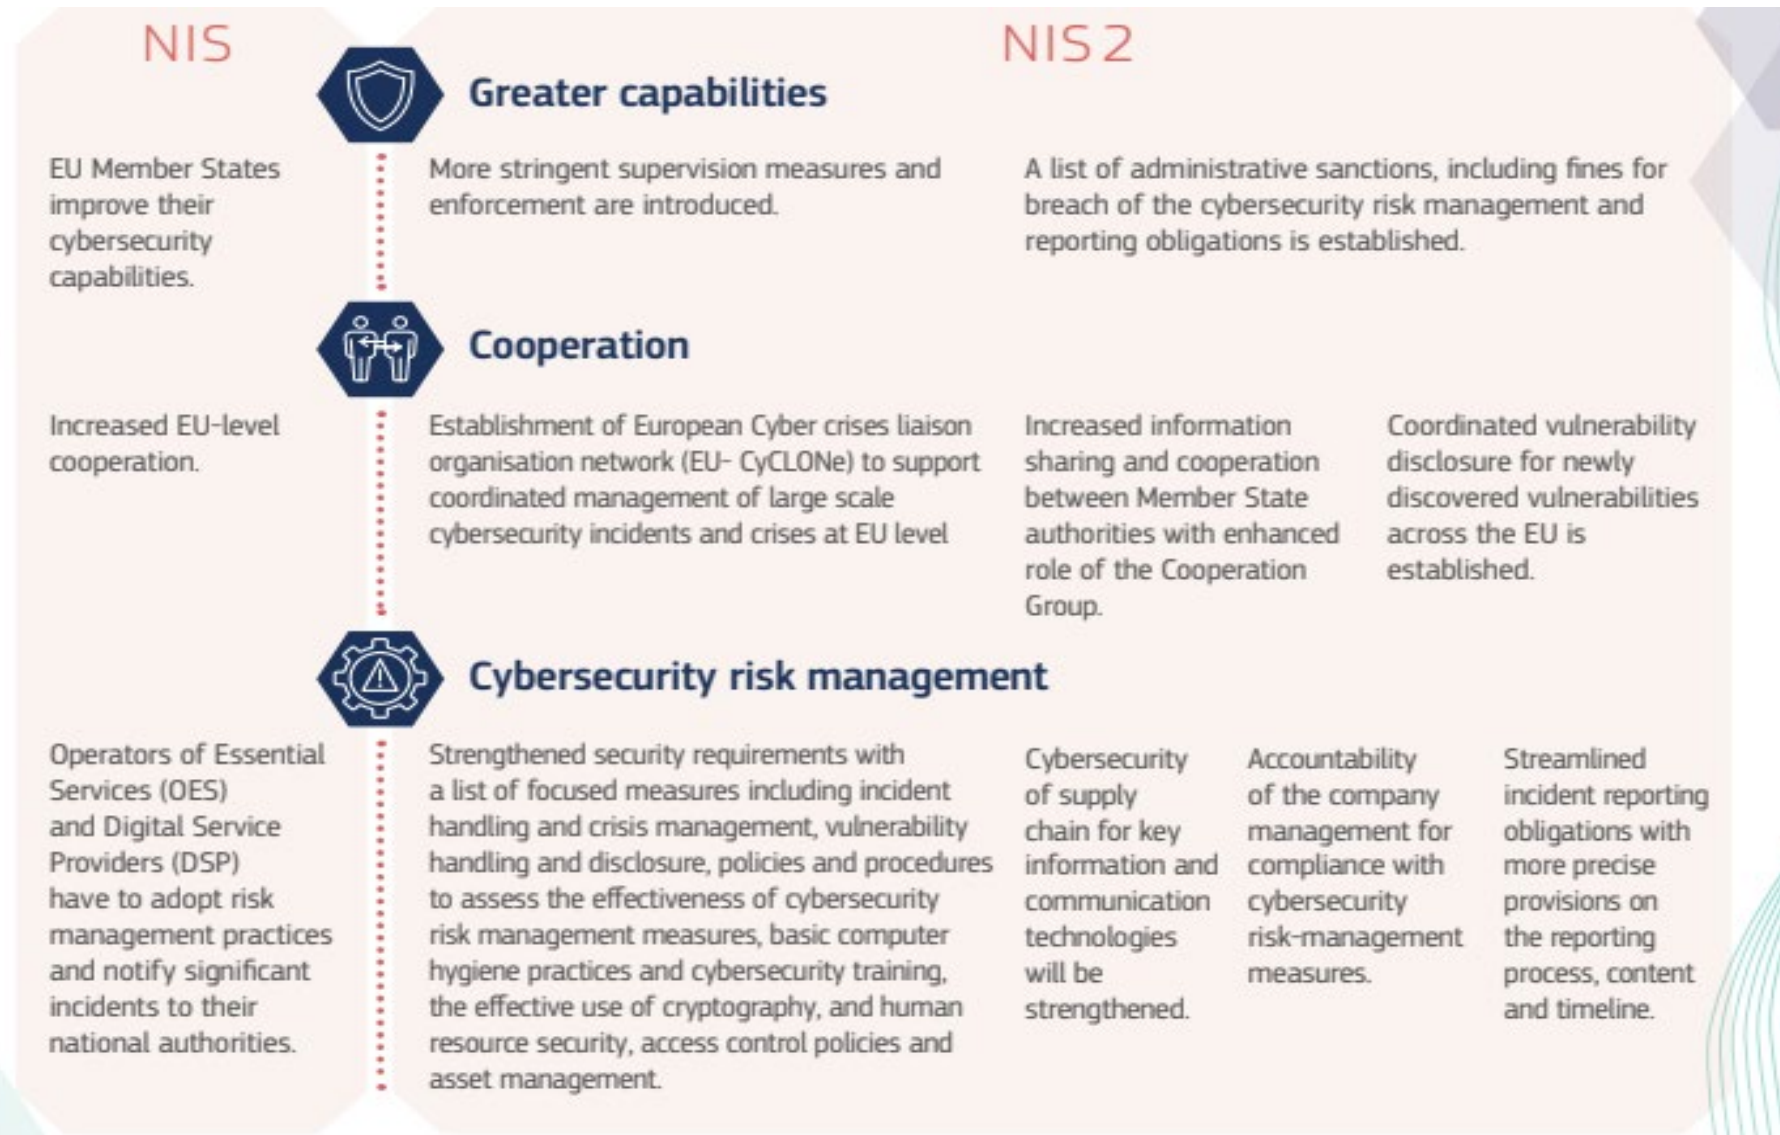 NIS
NIS 2
Greater capabilities
EU Member States
improve their
cybersecurity
capabilities.
More stringent supervision measures and
enforcement are introduced.
A list of administrative sanctions, including fines for
breach of the cybersecurity risk management and
reporting obligations is established.
Cooperation
Increased EU-level
cooperation.
Establishment of European Cyber crises liaison
organisation network (EU- CyCLONe) to support
coordinated management of large scale
cybersecurity incidents and crises at EU level
Increased information
sharing and cooperation
between Member State
authorities with enhanced
role of the Cooperation
Group.
Coordinated vulnerability
disclosure for newly
discovered vulnerabilities
across the EU is
established.
Cybersecurity risk management
Operators of Essential
Services (OES)
and Digital Service
Providers (DSP)
have to adopt risk
management practices
and notify significant
incidents to their
national authorities.
Strengthened security requirements with
a list of focused measures including incident
handling and crisis management, vulnerability
handling and disclosure, policies and procedures
to assess the effectiveness of cybersecurity
risk management measures, basic computer
hygiene practices and cybersecurity training,
the effective use of cryptography, and human
resource security, access control policies and
asset management.
Cybersecurity
of supply
chain for key
information and
communication
technologies
will be
strengthened.
Accountability
of the company
management for
compliance with
cybersecurity
risk-management
measures.
Streamlined
incident reporting
obligations with
more precise
provisions on
the reporting
process, content
and timeline.